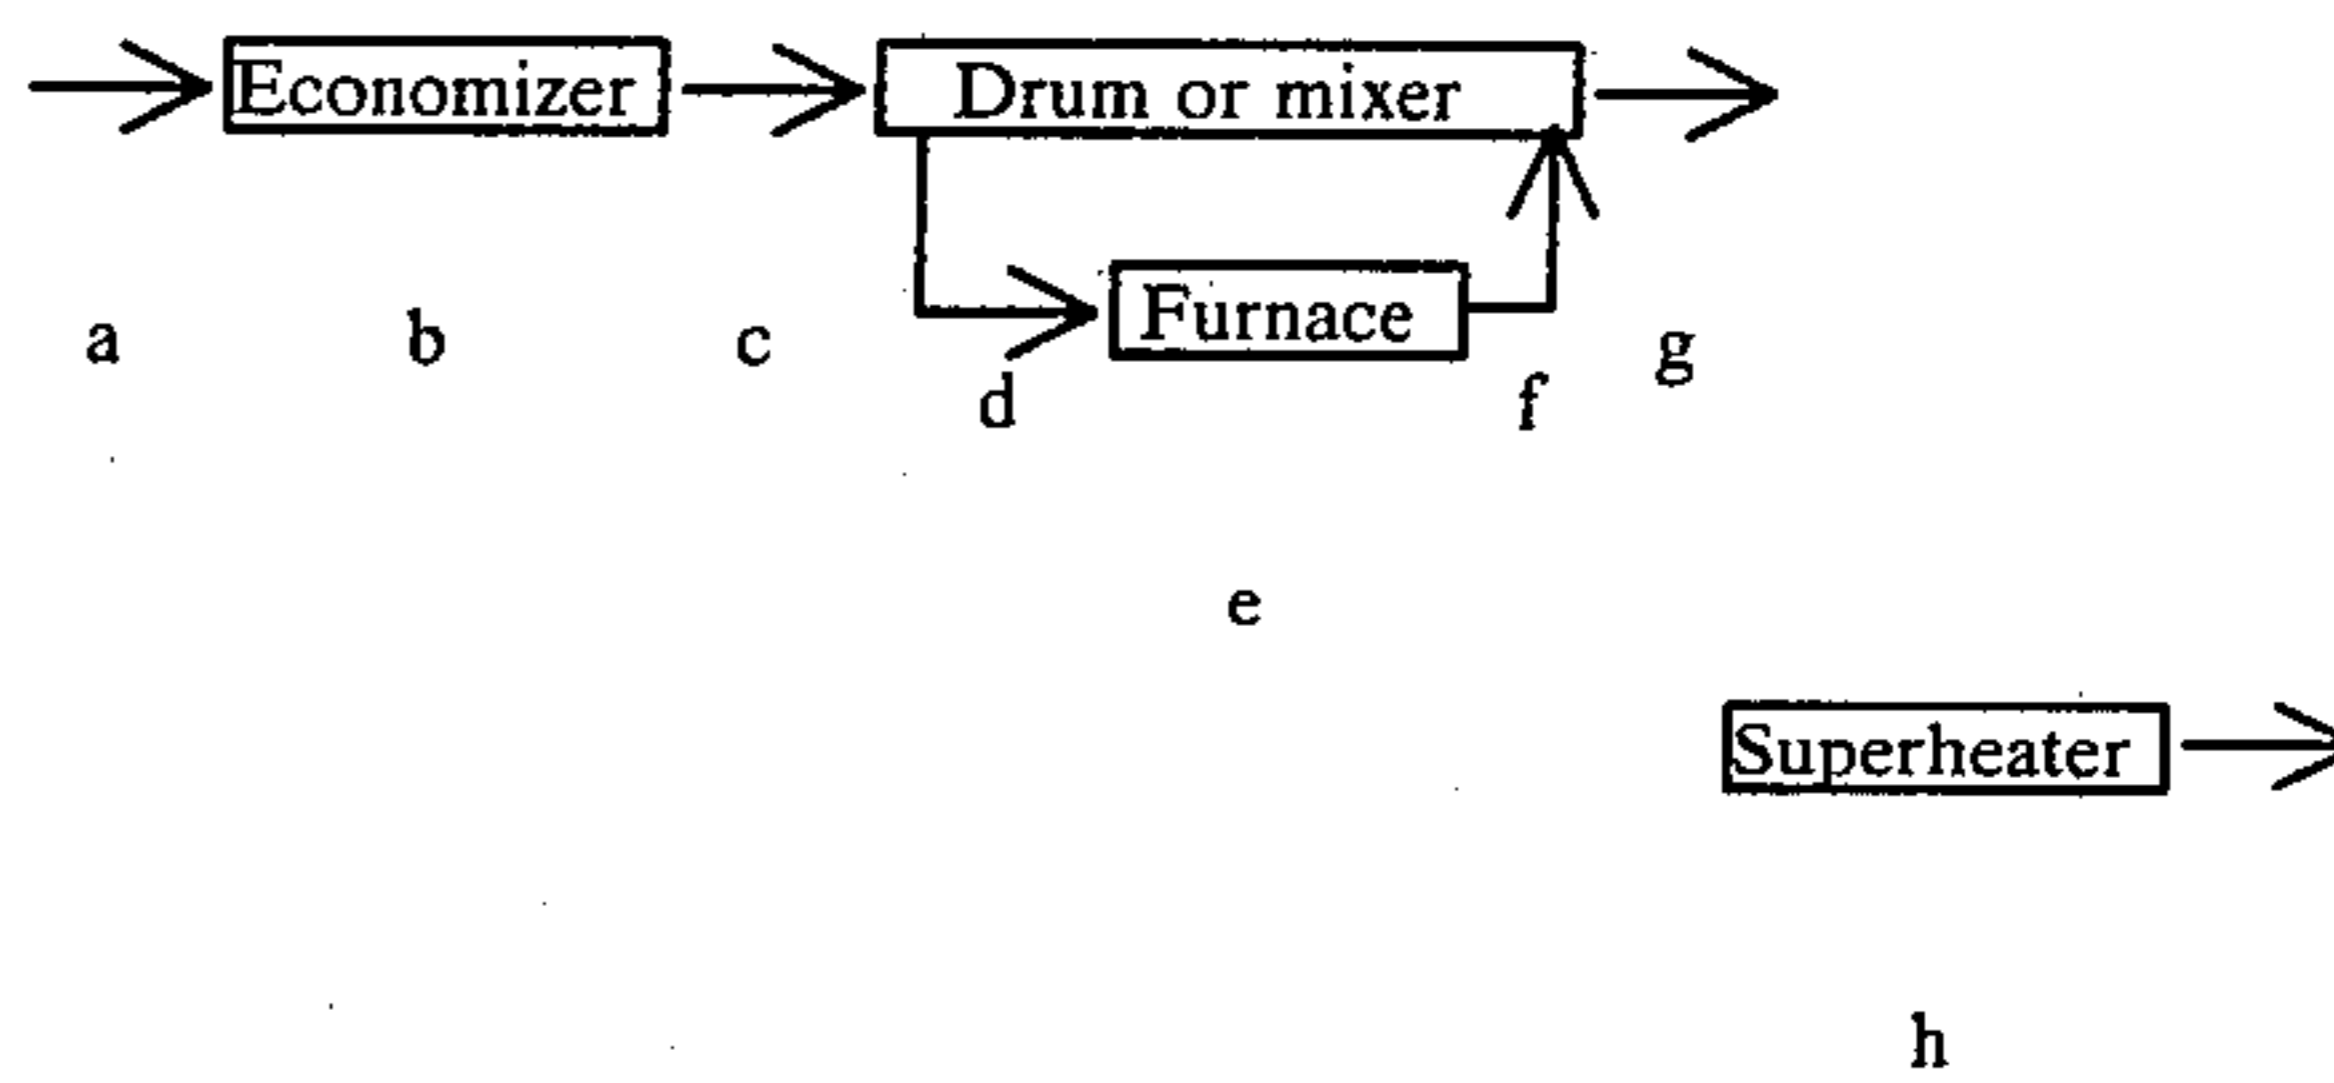 Economizer
Drum or mixer
Furnace
a
b
c
g
d
f
e
Superheater
h